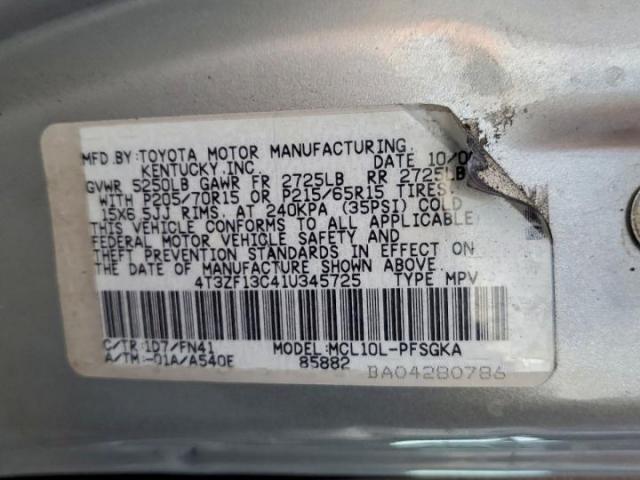 MFD.BY:TOYOTA MOTOR MANUFACTURING,
KENTUCKY,INC. DATE 10/0
GVWR 5250LB GAWR FR 2725LB RR 2725LB
WITH P205/70R15 OR P215/65R15 TIRES,
15X6.5JJ RIMS, AT 240KPA (35PSI) COLD
THIS VEHICLE CONFORMS TO ALL APPLICABLE
FEDERAL MOTOR VEHICLE SAFETY AND
THEFT PREVENTION STANDARDS IN EFFECT ON
THE DATE OF MANUFACTURE SHOWN ABOVE.
4T3ZF13C41U345725 TYPE MPV
C/TR:1D7/FN41 MODEL:MCL10L-PFSGKA
A/TM:-01A/A540E 85882
BA04280786